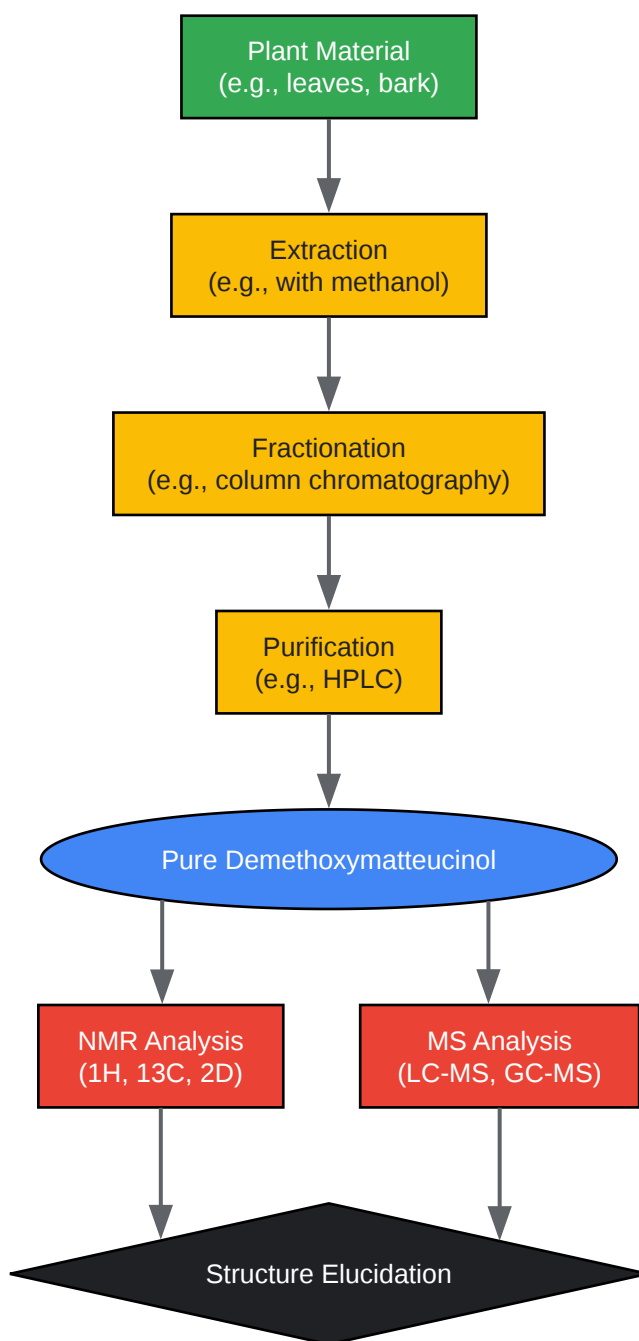 Plant Material
(e.g., leaves, bark)
Extraction
(e.g., with methanol)
Fractionation
(e.g., column chromatography)
Purification
(e.g., HPLC)
Pure Demethoxymatteucinol
NMR Analysis
(1H, 13C, 2D)
MS Analysis
(LC-MS, GC-MS)
Structure Elucidation